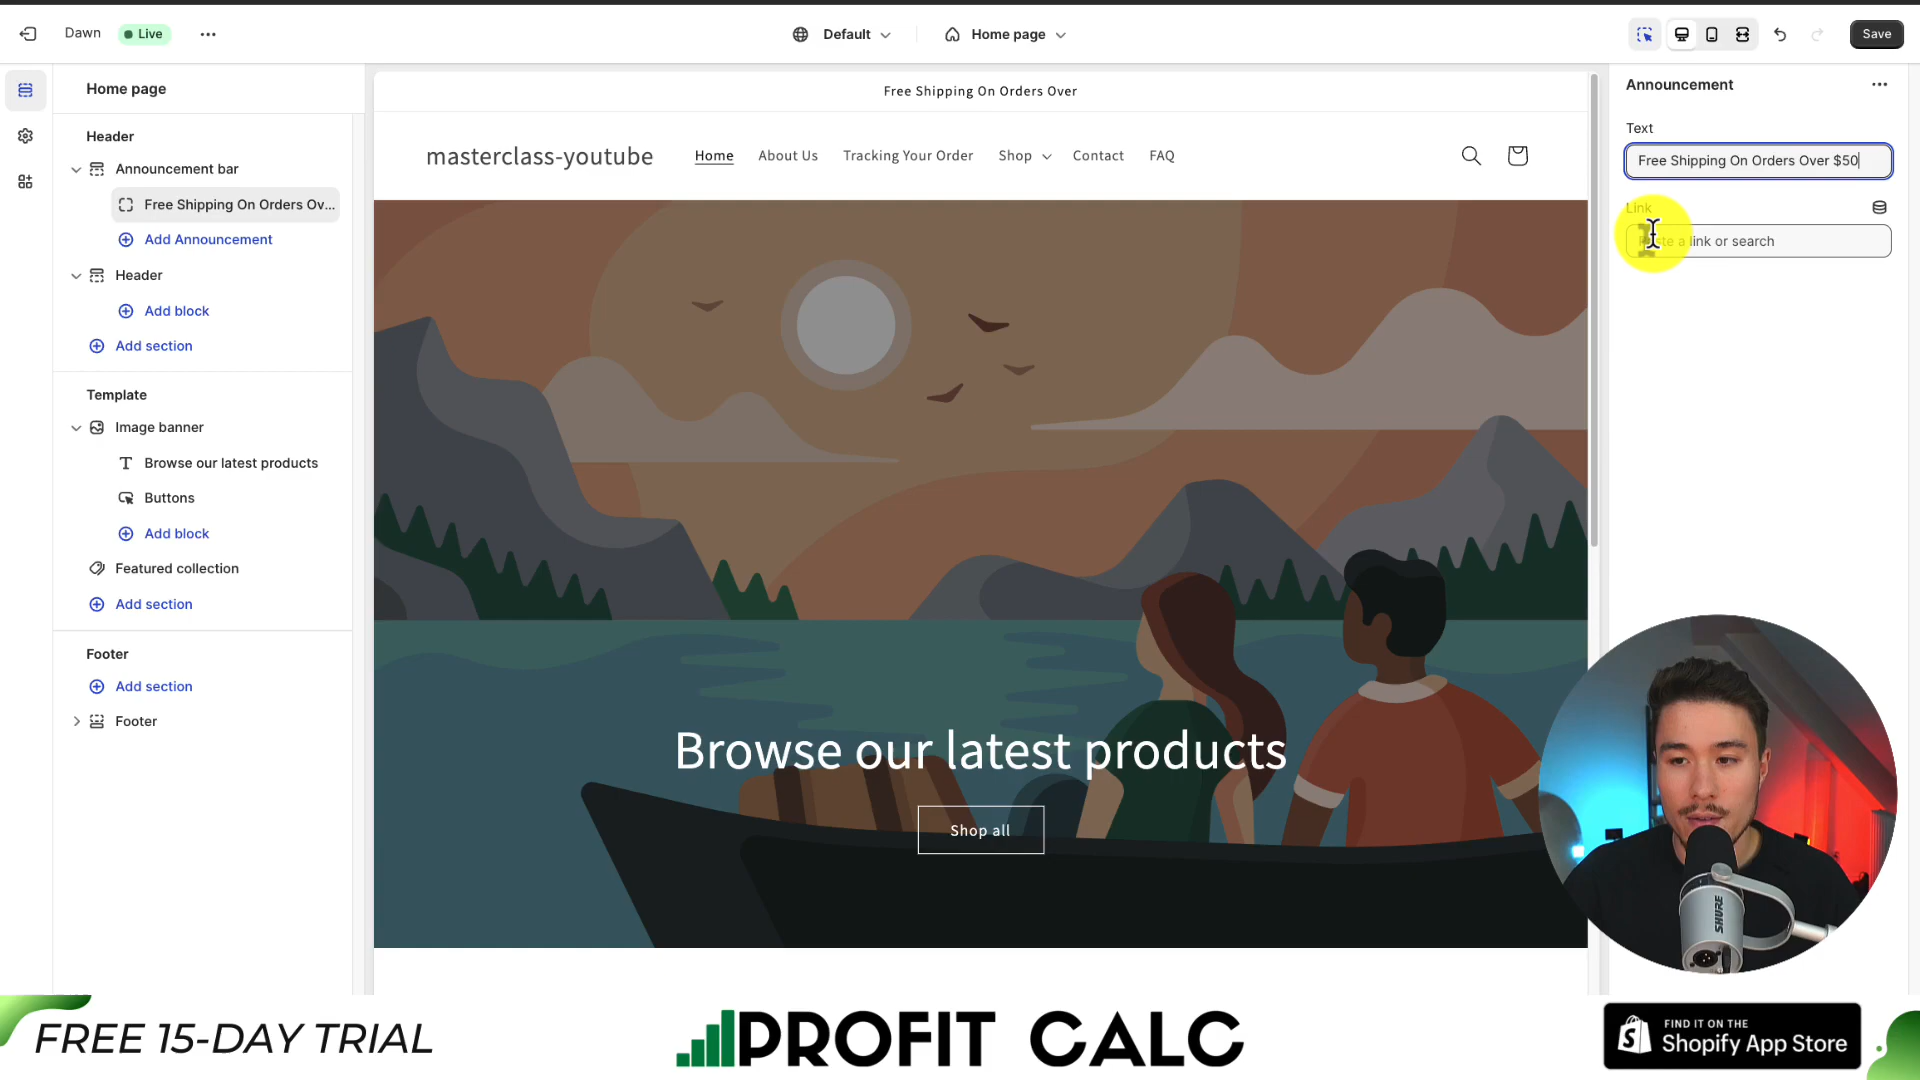 Dawn
Live
Default
Home page
Save
Home page
Header
Announcement bar
Free Shipping On Orders Ov...
Add Announcement
Header
Add block
Add section
Template
Image banner
Browse our latest products
Buttons
Add block
Featured collection
Add section
Footer
Add section
Footer
Free Shipping On Orders Over
masterclass-youtube
Home
About Us
Tracking Your Order
Shop
Contact
FAQ
Browse our latest products
Shop all
Announcement
Text
Free Shipping On Orders Over $50
Link
Paste a link or search
SHURE
FREE 15-DAY TRIAL
PROFIT CALC
FIND IT ON THE
Shopify App Store